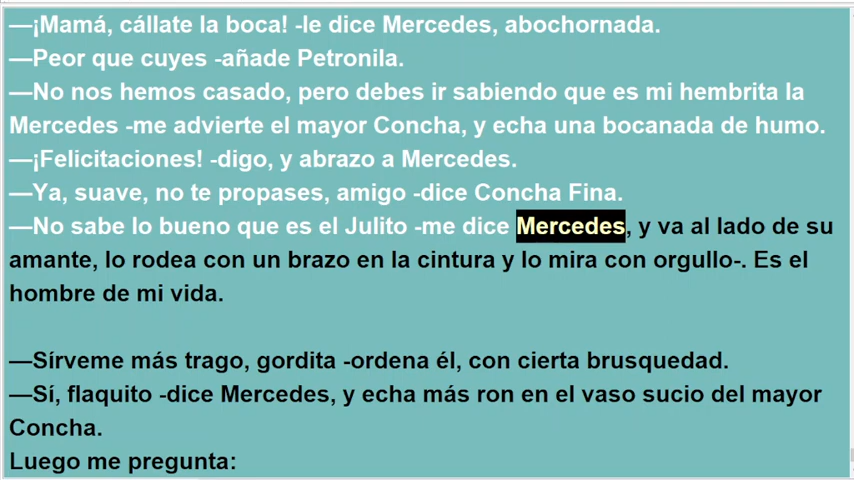 —¡Mamá, cállate la boca! -le dice Mercedes, abochornada.
—Peor que cuyes -añade Petronila.
—No nos hemos casado, pero debes ir sabiendo que es mi hembrita la
Mercedes -me advierte el mayor Concha, y echa una bocanada de humo.
—¡Felicitaciones! -digo, y abrazo a Mercedes.
—Ya, suave, no te propases, amigo -dice Concha Fina.
—No sabe lo bueno que es el Julito -me dice Mercedes, y va al lado de su
amante, lo rodea con un brazo en la cintura y lo mira con orgullo-. Es el
hombre de mi vida.
—Sírveme más trago, gordita -ordena él, con cierta brusquedad.
—Sí, flaquito -dice Mercedes, y echa más ron en el vaso sucio del mayor
Concha.
Luego me pregunta: